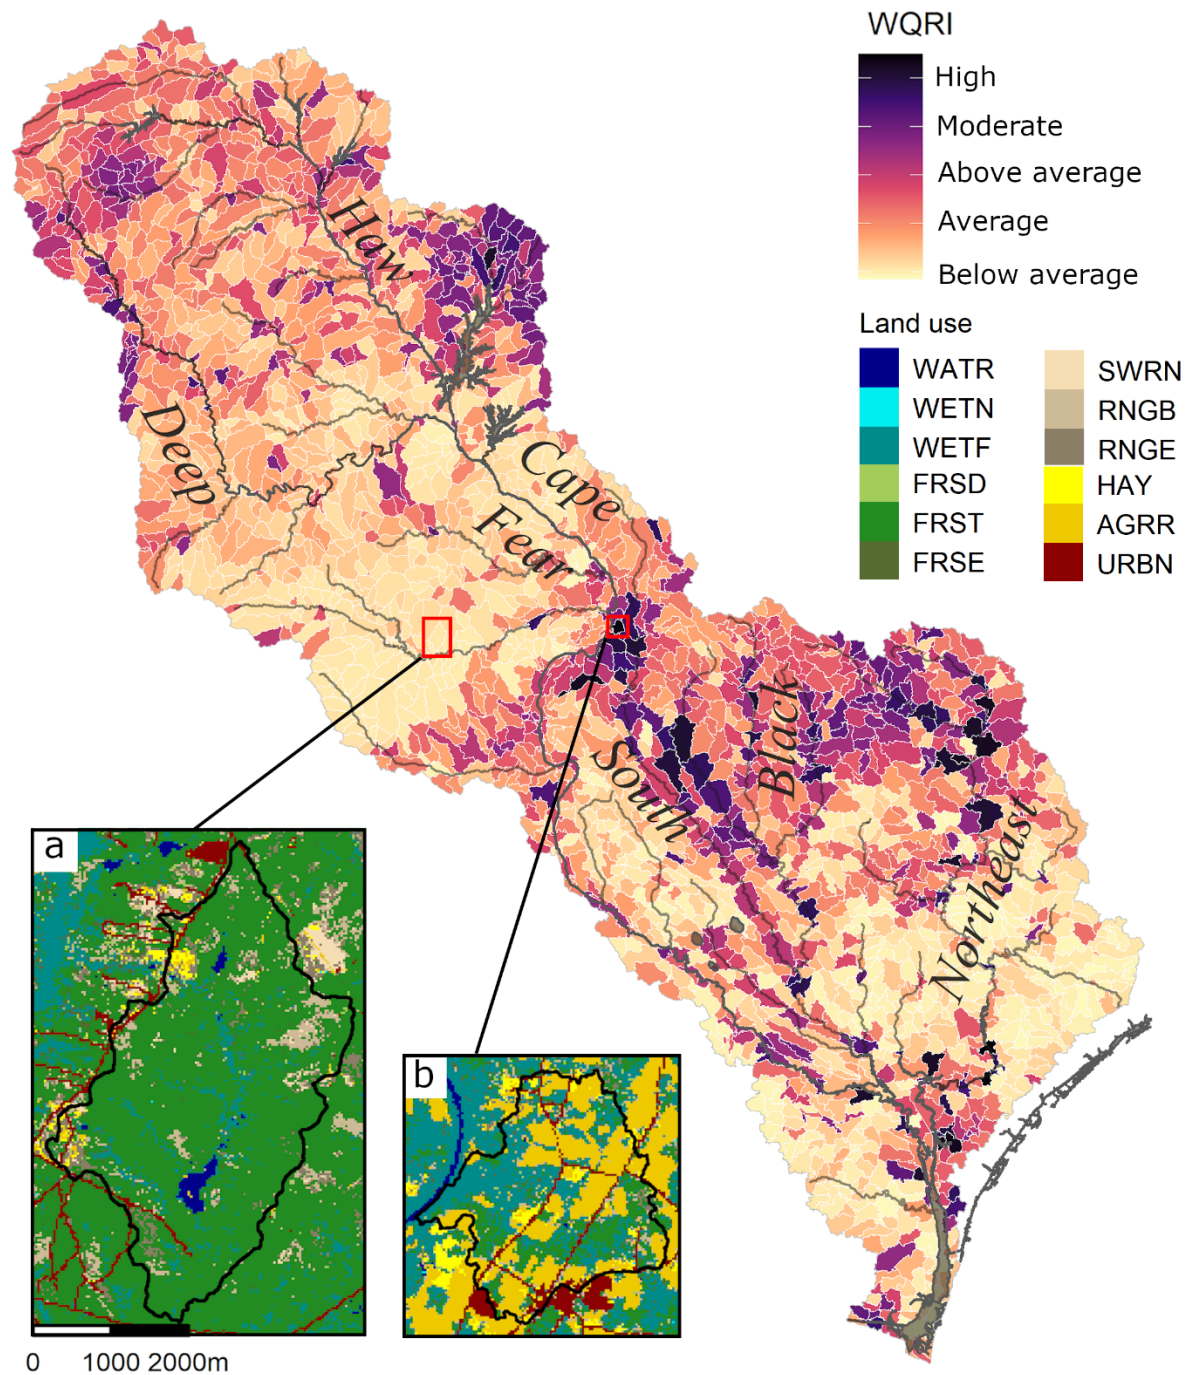 WQRI
High
Moderate
Above average
Average
Below average
Land use
WATR
WETN
WETF
FRSD
FRST
FRSE
SWRN
RNGB
RNGE
HAY
AGRR
URBN
Haw
Deep
Cape
Fear
South
Black
Northeast
a
b
0 1000 2000m